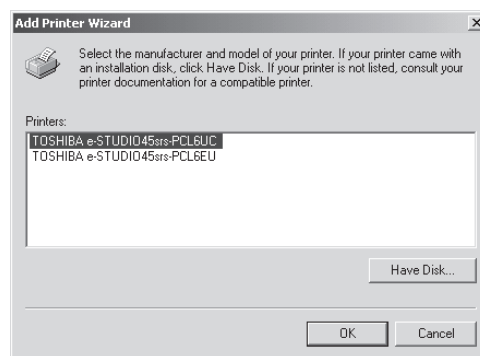 Add Printer Wizard
Select the manufacturer and model of your printer. If your printer came with
an installation disk, click Have Disk. If your printer is not listed, consult your
printer documentation for a compatible printer.
Printers:
TOSHIBA e-STUDIO45srs-PCL6UC
TOSHIBA e-STUDIO45srs-PCL6EU
Have Disk...
OK
Cancel